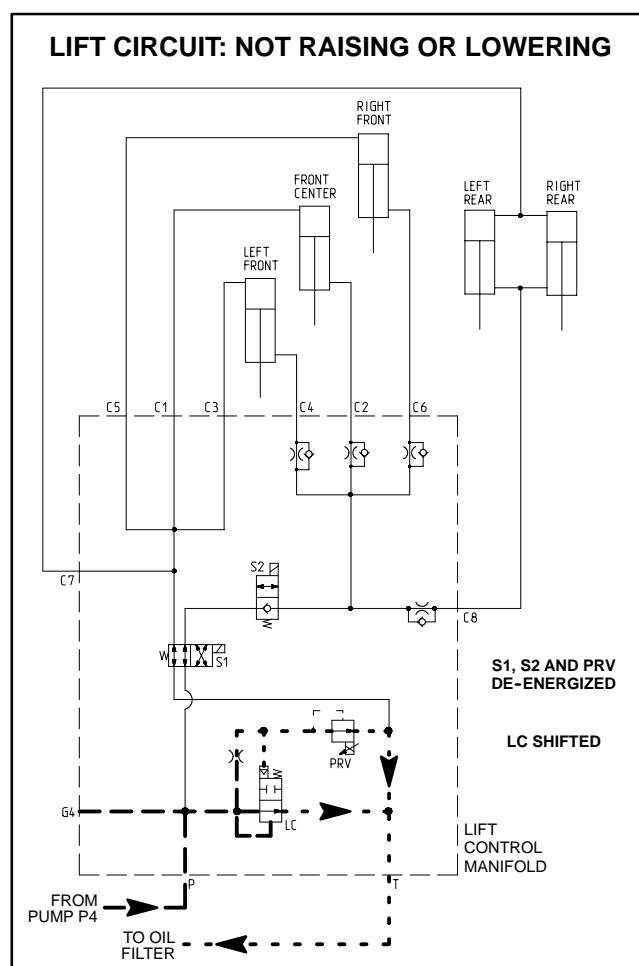 LIFT CIRCUIT: NOT RAISING OR LOWERING
RIGHT
FRONT
FRONT
CENTER
LEFT
REAR
RIGHT
REAR
LEFT
FRONT
C5
C1
C3
C4
C2
C6
S2
C7
C8
W
S1
S1, S2 AND PRV
DE-ENERGIZED
LC SHIFTED
PRV
G4
LC
LIFT
CONTROL
MANIFOLD
P
T
FROM
PUMP P4
TO OIL
FILTER